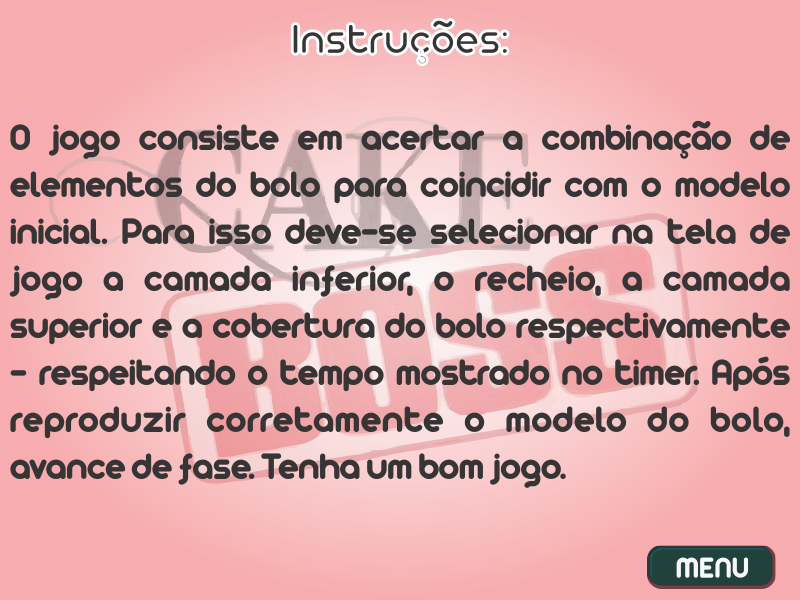 Instruções:
CAKE
BOSS
O jogo consiste em acertar a combinação de
elementos do bolo para coincidir com o modelo
inicial. Para isso deve-se selecionar na tela de
jogo a camada inferior, o recheio, a camada
superior e a cobertura do bolo respectivamente
- respeitando o tempo mostrado no timer. Após
reproduzir corretamente o modelo do bolo,
avance de fase. Tenha um bom jogo.
MENU